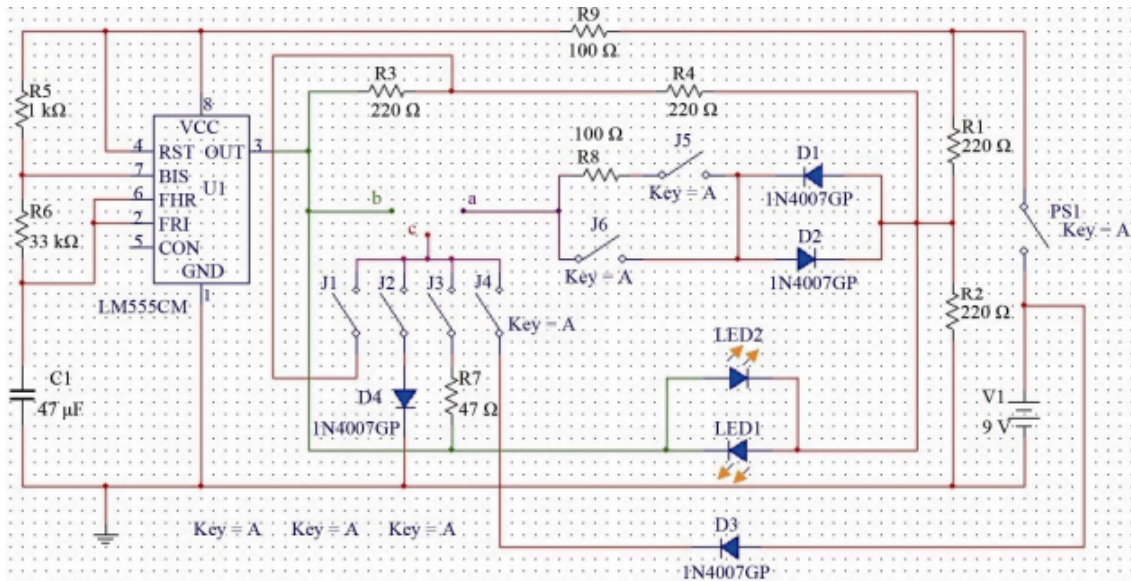 R9
100 Ω
R3
220 Ω
R4
220 Ω
R5
1 kΩ
8
VCC
4
RST
OUT
3
7
BIS
U1
6
FHR
2
FRI
5
CON
GND
1
LM555CM
R6
33 kΩ
C1
47 µF
100 Ω
R8
J5
Key = A
J6
Key = A
D1
1N4007GP
D2
1N4007GP
R1
220 Ω
PS1
Key = A
R2
220 Ω
b
a
c
J1
J2
J3
J4
Key = A
D4
1N4007GP
R7
47 Ω
LED2
LED1
V1
9 V
Key = A
Key = A
Key = A
D3
1N4007GP